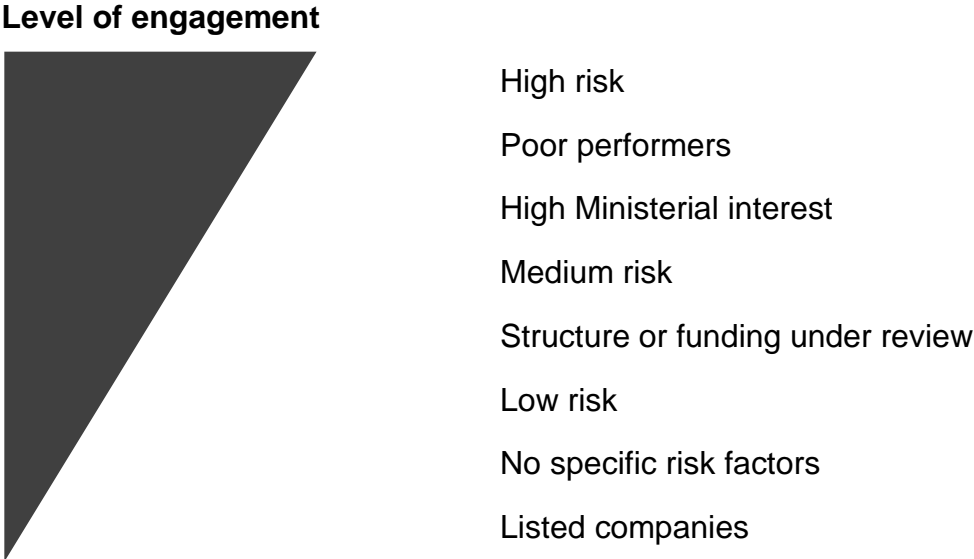 Level of engagement
High risk
Poor performers
High Ministerial interest
Medium risk
Structure or funding under review
Low risk
No specific risk factors
Listed companies